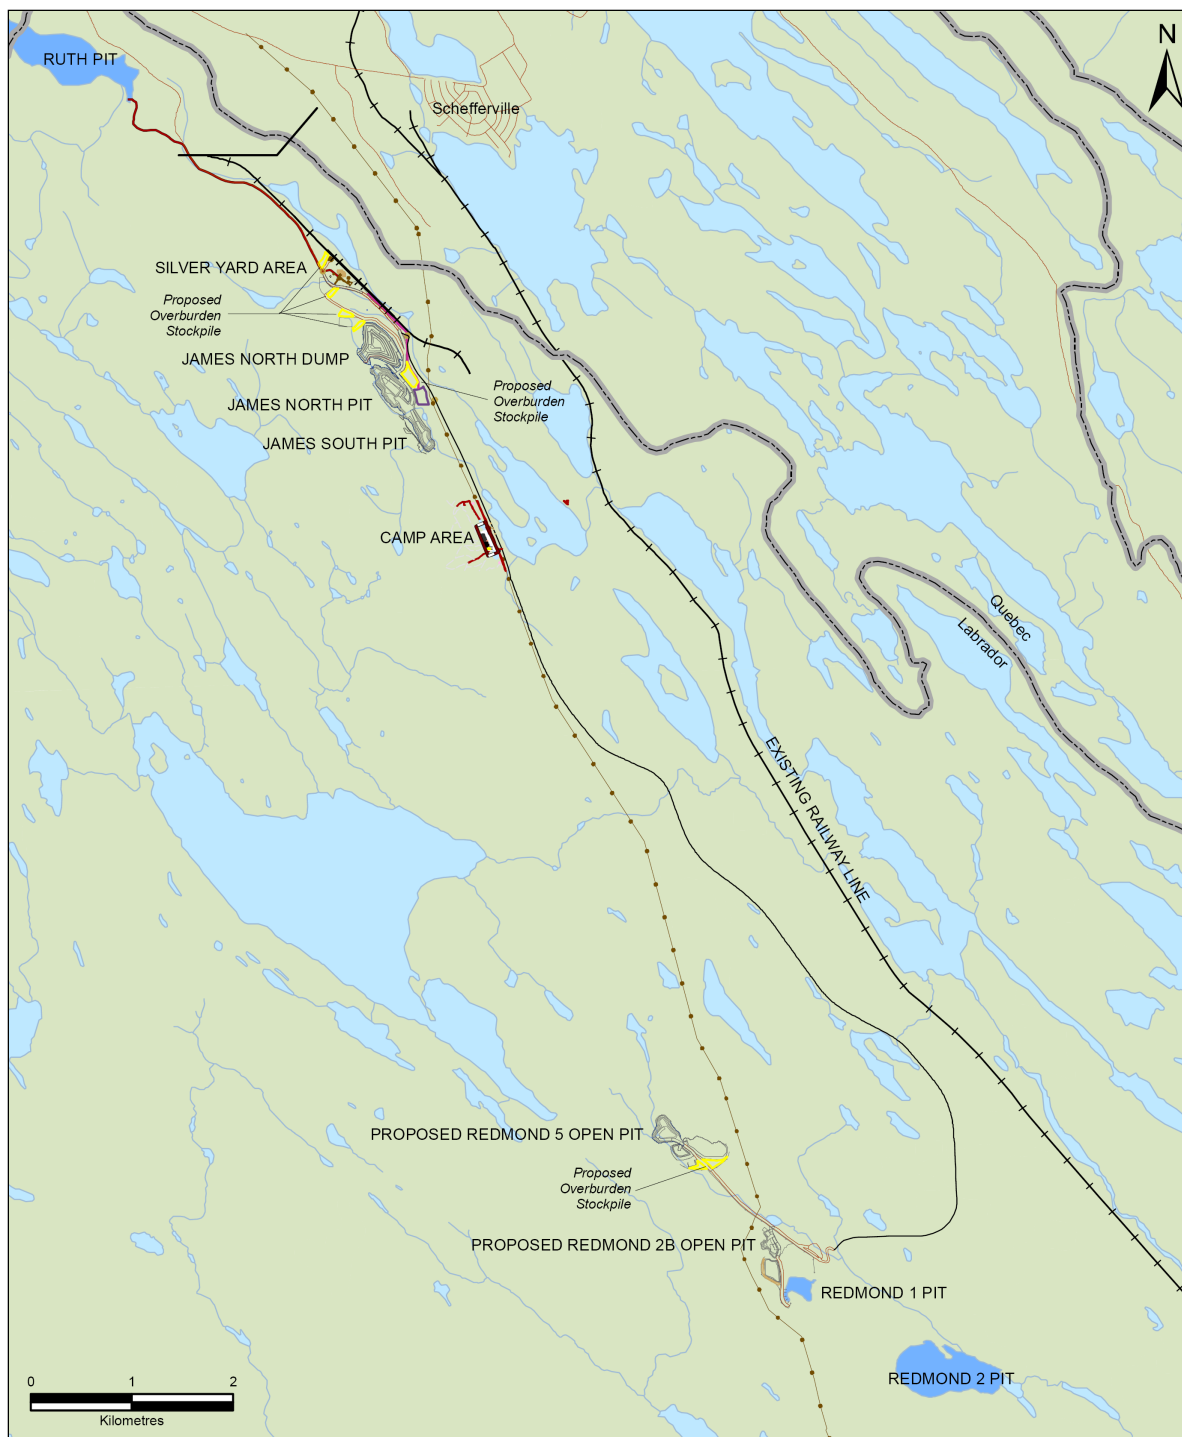 N
RUTH PIT
Schefferville
SILVER YARD AREA
Proposed
Overburden
Stockpile
JAMES NORTH DUMP
Proposed
Overburden
Stockpile
JAMES NORTH PIT
JAMES SOUTH PIT
CAMP AREA
Quebec
Labrador
EXISTING RAILWAY LINE
PROPOSED REDMOND 5 OPEN PIT
Proposed
Overburden
Stockpile
PROPOSED REDMOND 2B OPEN PIT
REDMOND 1 PIT
REDMOND 2 PIT
0 1 2
Kilometres